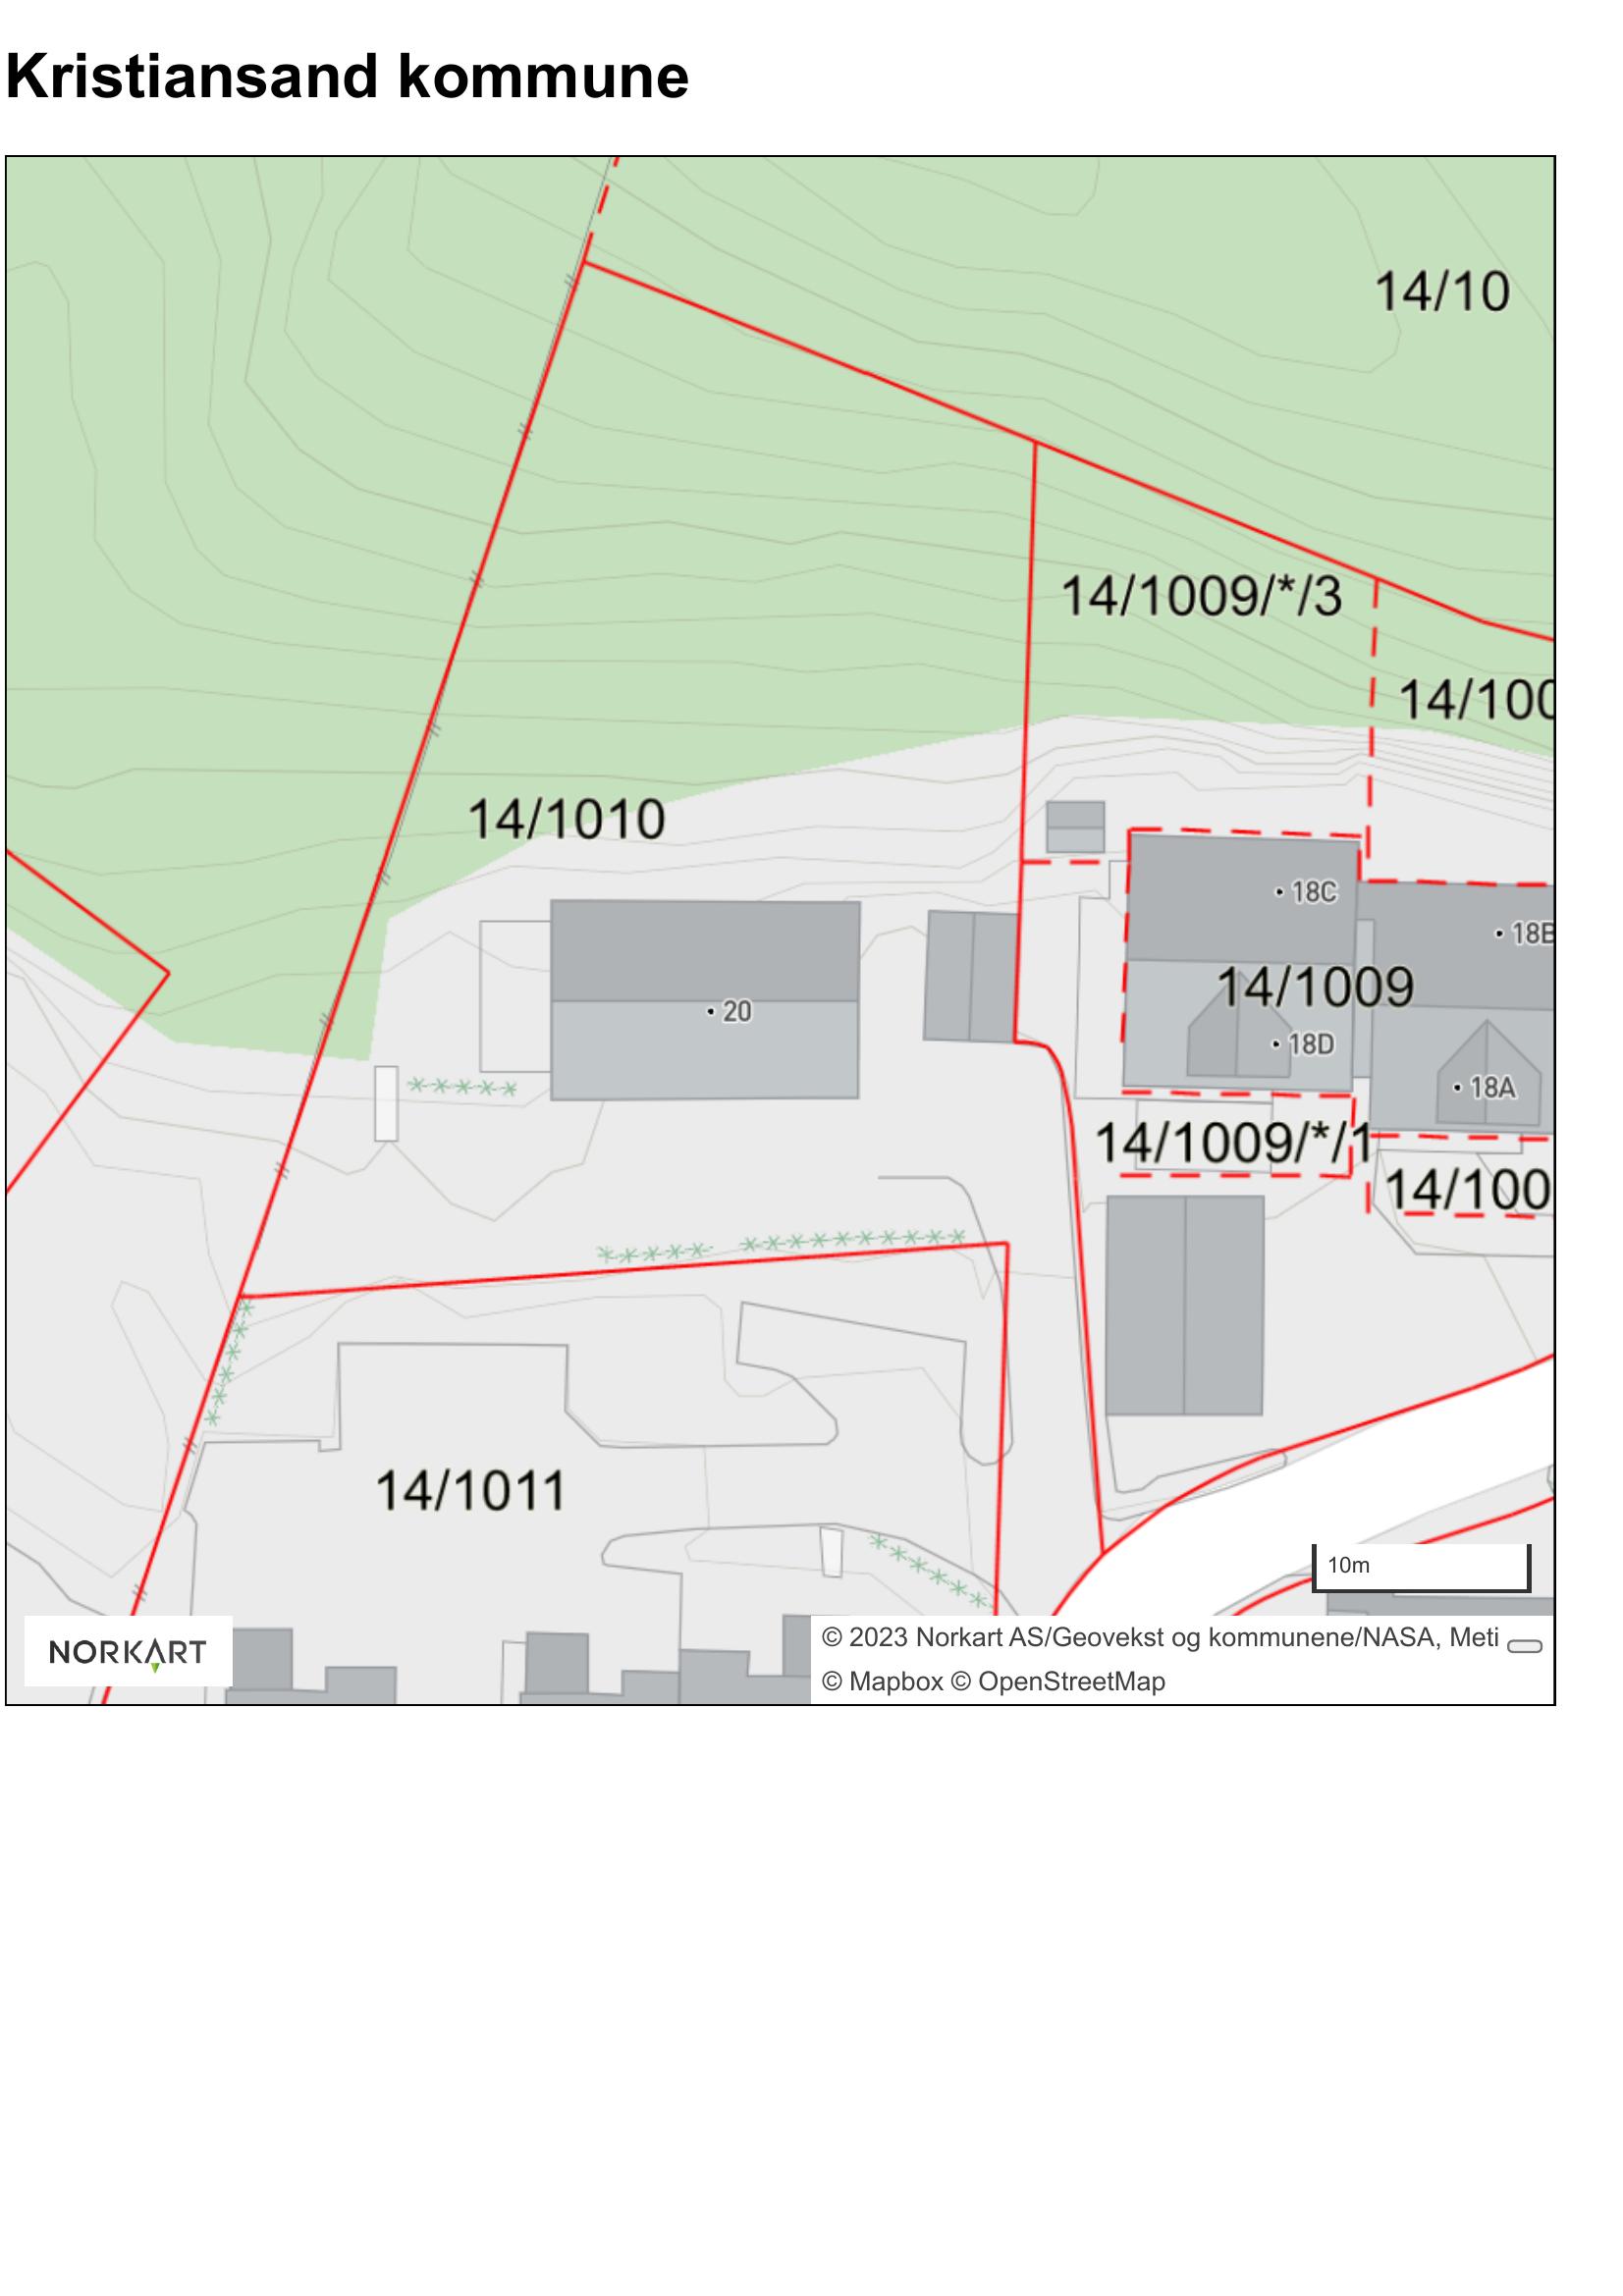 Kristiansand kommune
14/10
14/1009/*/3
14/100
14/1010
18C
18B
14/1009
20
18D
18A
14/1009/*/1
14/100
14/1011
10m
NORKART
© 2023 Norkart AS/Geovekst og kommunene/NASA, Meti
© Mapbox © OpenStreetMap